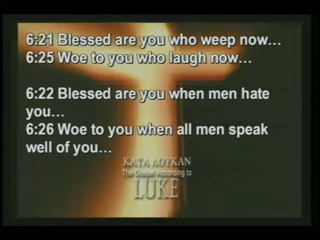 6:21 Blessed are you who weep now…
6:25 Woe to you who laugh now…
6:22 Blessed are you when men hate
you…
6:26 Woe to you when all men speak
well of you…
ΚΑΤΑ ΛΟΥΚΑΝ
The Gospel According to
LUKE